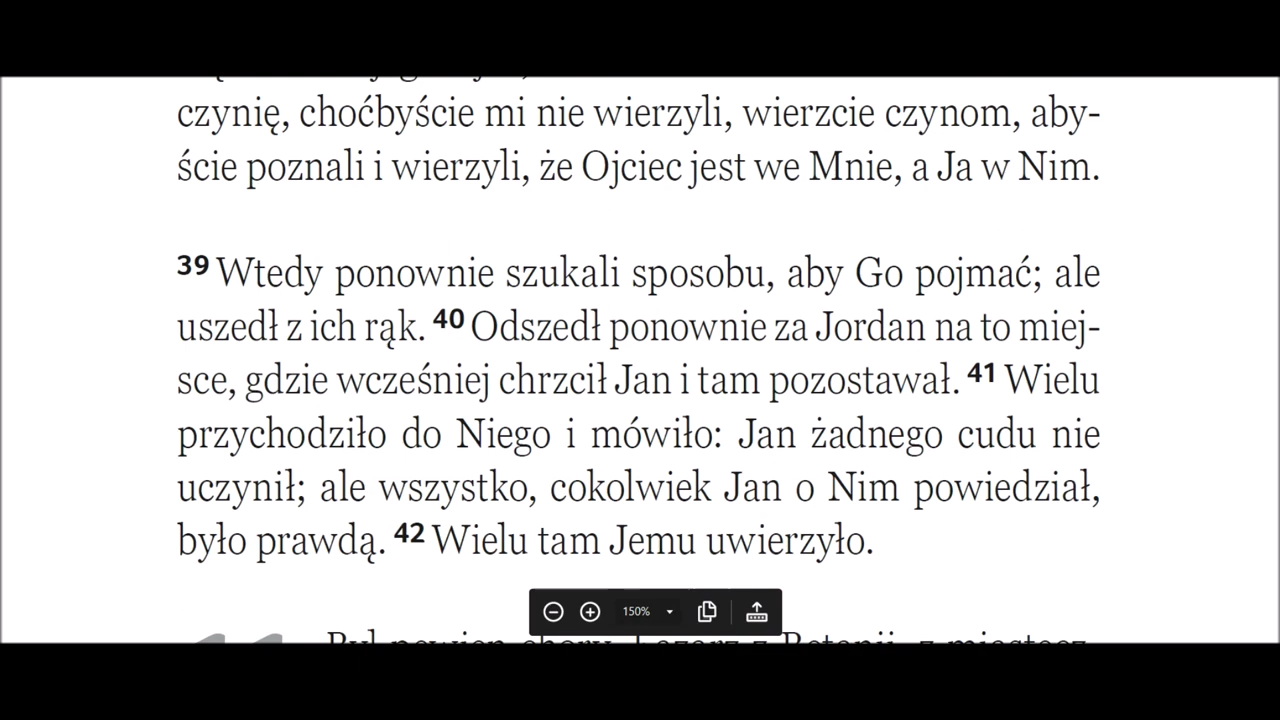 czynię, choćbyście mi nie wierzyli, wierzcie czynom, aby-
ście poznali i wierzyli, że Ojciec jest we Mnie, a Ja w Nim.
39 Wtedy ponownie szukali sposobu, aby Go pojmać; ale
uszedł z ich rąk. 40 Odszedł ponownie za Jordan na to miej-
sce, gdzie wcześniej chrzcił Jan i tam pozostawał. 41 Wielu
przychodziło do Niego i mówiło: Jan żadnego cudu nie
uczynił; ale wszystko, cokolwiek Jan o Nim powiedział,
było prawdą. 42 Wielu tam Jemu uwierzyło.
150%